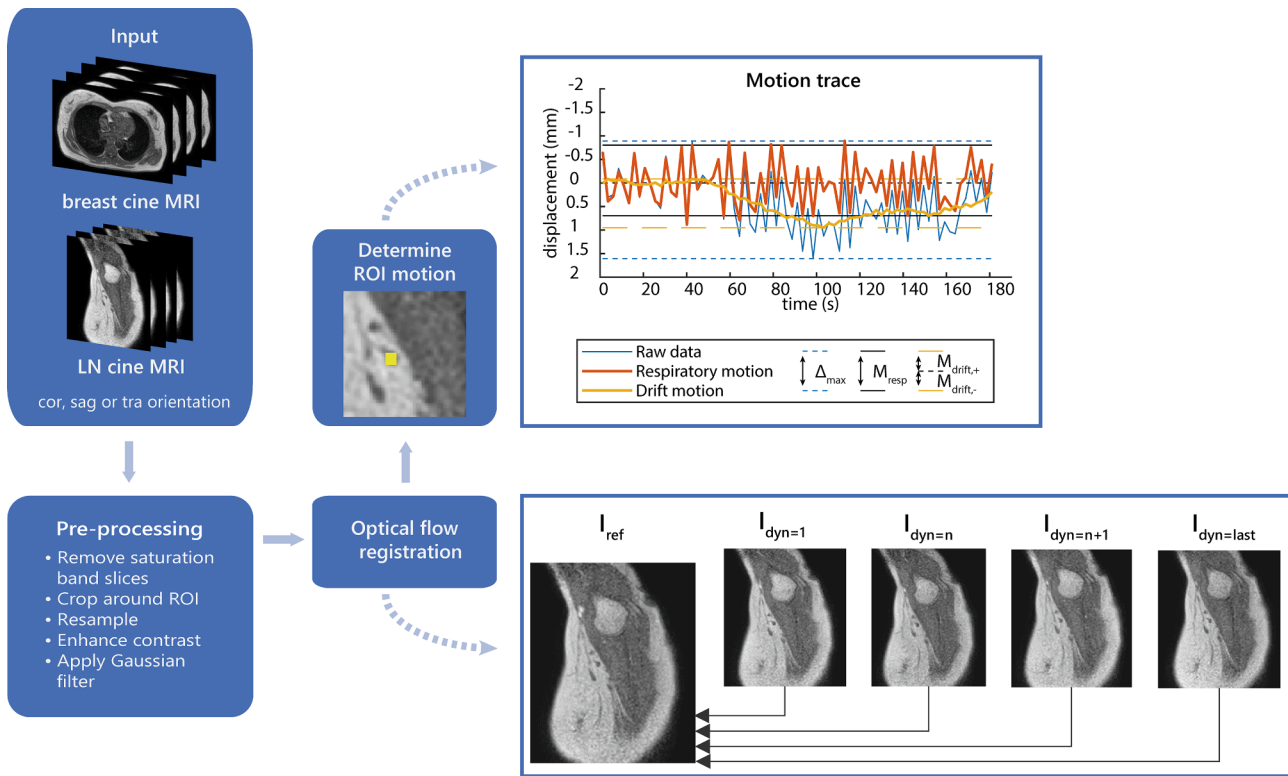 Input
breast cine MRI
LN cine MRI
cor, sag or tra orientation
Pre-processing
• Remove saturation
band slices
• Crop around ROI
• Resample
• Enhance contrast
• Apply Gaussian
filter
Optical flow
registration
Determine
ROI motion
Motion trace
displacement (mm)
-2
-1.5
-1
-0.5
0
0.5
1
1.5
2
0 20 40 60 80 100 120 140 160 180
time (s)
Raw data
Respiratory motion
Drift motion
Δmax
Mresp
Mdrift,+
Mdrift,-
Iref
Idyn=1
Idyn=n
Idyn=n+1
Idyn=last